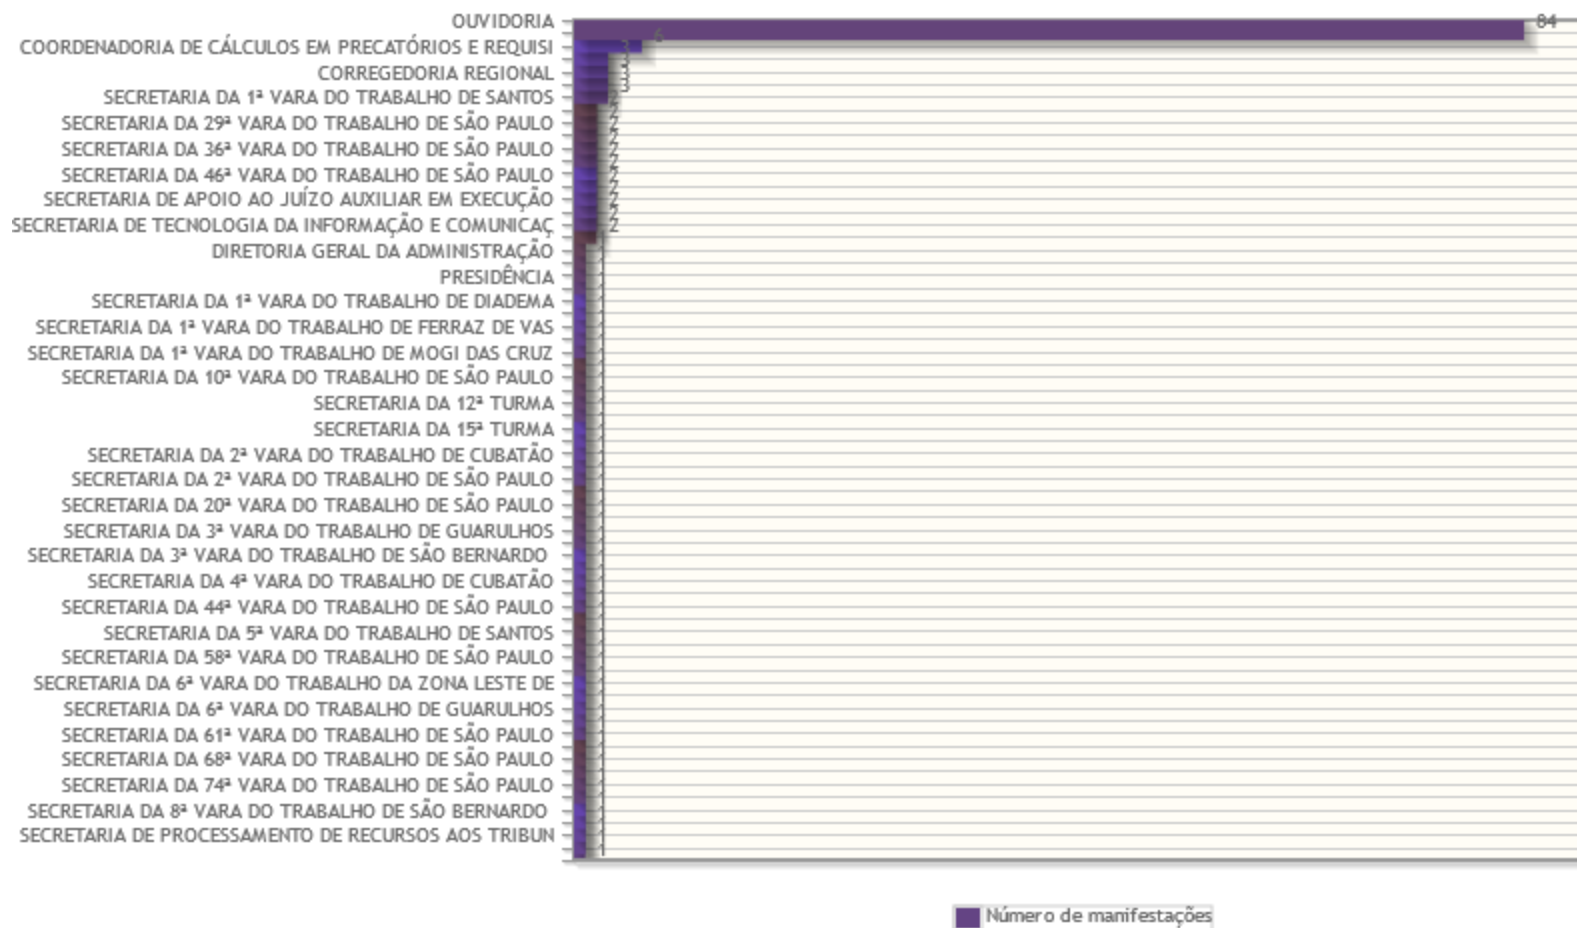 OUVIDORIA
84
6
COORDENADORIA DE CÁLCULOS EM PRECATÓRIOS E REQUISI
3
CORREGEDORIA REGIONAL
3
3
SECRETARIA DA 1ª VARA DO TRABALHO DE SANTOS
2
SECRETARIA DA 29ª VARA DO TRABALHO DE SÃO PAULO
2
2
SECRETARIA DA 36ª VARA DO TRABALHO DE SÃO PAULO
2
2
SECRETARIA DA 46ª VARA DO TRABALHO DE SÃO PAULO
2
2
SECRETARIA DE APOIO AO JUÍZO AUXILIAR EM EXECUÇÃO
2
2
SECRETARIA DE TECNOLOGIA DA INFORMAÇÃO E COMUNICAÇ
2
DIRETORIA GERAL DA ADMINISTRAÇÃO
PRESIDÊNCIA
SECRETARIA DA 1ª VARA DO TRABALHO DE DIADEMA
SECRETARIA DA 1ª VARA DO TRABALHO DE FERRAZ DE VAS
SECRETARIA DA 1ª VARA DO TRABALHO DE MOGI DAS CRUZ
SECRETARIA DA 10ª VARA DO TRABALHO DE SÃO PAULO
SECRETARIA DA 12ª TURMA
SECRETARIA DA 15ª TURMA
SECRETARIA DA 2ª VARA DO TRABALHO DE CUBATÃO
SECRETARIA DA 2ª VARA DO TRABALHO DE SÃO PAULO
SECRETARIA DA 20ª VARA DO TRABALHO DE SÃO PAULO
SECRETARIA DA 3ª VARA DO TRABALHO DE GUARULHOS
SECRETARIA DA 3ª VARA DO TRABALHO DE SÃO BERNARDO
SECRETARIA DA 4ª VARA DO TRABALHO DE CUBATÃO
SECRETARIA DA 44ª VARA DO TRABALHO DE SÃO PAULO
SECRETARIA DA 5ª VARA DO TRABALHO DE SANTOS
SECRETARIA DA 58ª VARA DO TRABALHO DE SÃO PAULO
SECRETARIA DA 6ª VARA DO TRABALHO DA ZONA LESTE DE
SECRETARIA DA 6ª VARA DO TRABALHO DE GUARULHOS
SECRETARIA DA 61ª VARA DO TRABALHO DE SÃO PAULO
SECRETARIA DA 68ª VARA DO TRABALHO DE SÃO PAULO
SECRETARIA DA 74ª VARA DO TRABALHO DE SÃO PAULO
SECRETARIA DA 8ª VARA DO TRABALHO DE SÃO BERNARDO
SECRETARIA DE PROCESSAMENTO DE RECURSOS AOS TRIBUN
1
Número de manifestações